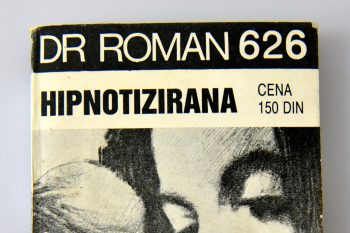 DR ROMAN 626
HIPNOTIZIRANA
CENA
150 DIN